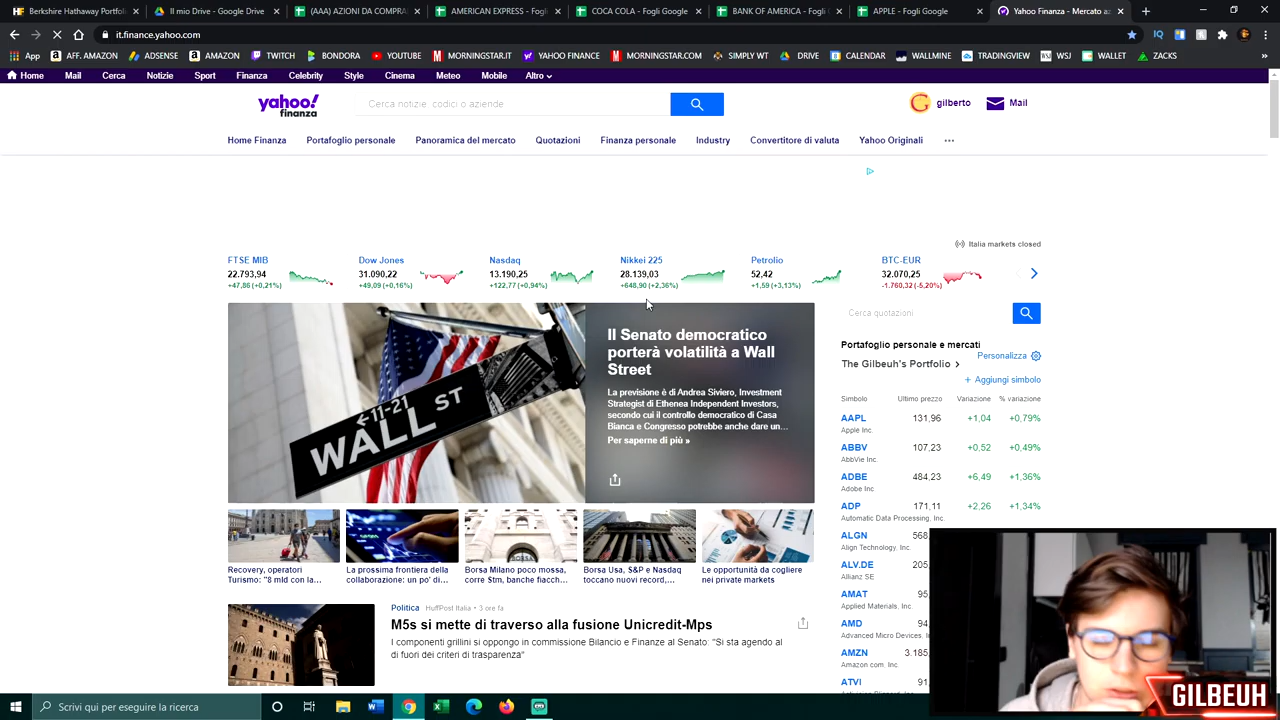 Berkshire Hathaway Portfoli
Il mio Drive - Google Drive
(AAA) AZIONI DA COMPRA
AMERICAN EXPRESS - Fogl
COCA COLA - Fogli Google
BANK OF AMERICA - Fogli
APPLE - Fogli Google
Mercati azionari, notizie, d
it.finance.yahoo.com
App
AFF. AMAZON
ADSENSE
AMAZON
TWITCH
BONDORA
YOUTUBE
MORNINGSTAR.IT
YAHOO FINANCE
MORNINGSTAR
SIMPLY WT
DRIVE
CALENDAR
WALLMINE
TRADINGVIEW
WSJ
WALLET
ZACKS
Home
Mail
Cerca
Notizie
Sport
Finanza
Celebrity
Style
Cinema
Meteo
Mobile
Altro
yahoo!
finanza
Cerca notizie, codici o aziende
gilberto
Mail
Home Finanza
Portafoglio personale
Panoramica del mercato
Quotazioni
Finanza personale
Industry
Convertitore di valuta
Yahoo Originali
Italia markets closed
FTSE MIB
22.793,94
+47,86 (+0,21%)
Dow Jones
31.090,22
+49,09 (+0,16%)
Nasdaq
13.190,25
+122,77 (+0,94%)
Nikkei 225
28.139,03
+648,90 (+2,36%)
Petrolio
52,42
+1,59 (+3,13%)
BTC-EUR
32.070,25
-1.760,32 (-5,20%)
4-11-21
WALL ST
Il Senato democratico
porterà volatilità a Wall
Street
La previsione è di Andrea Siviero, Investment
Strategist di Ethenea Independent Investors,
secondo cui il controllo democratico di Casa
Bianca e Congresso potrebbe anche dare un...
Per saperne di più »
Recovery, operatori
Turismo: "8 mld con la...
La prossima frontiera della
collaborazione: un po' di...
BORSA
Borsa Milano poco mossa,
corre Stm, banche fiacch...
Borsa Usa, S&P e Nasdaq
toccano nuovi record,...
Le opportunità da cogliere
nei private markets
Politica HuffPost Italia • 3 ore fa
M5s si mette di traverso alla fusione Unicredit-Mps
I componenti grillini si oppongono in commissione Bilancio e Finanze al Senato: "Si sta agendo al
di fuori dei criteri di trasparenza"
Cerca quotazioni
Portafoglio personale e mercati
Personalizza
The Gilbeuh's Portfolio
+ Aggiungi simbolo
Simbolo Ultimo prezzo Variazione % variazione
AAPL 131,96 +1,04 +0,79%
Apple Inc.
ABBV 107,23 +0,52 +0,49%
AbbVie Inc.
ADBE 484,23 +6,49 +1,36%
Adobe Inc
ADP 171,11 +2,26 +1,34%
Automatic Data Processing, Inc.
ALGN 568,
Align Technology, Inc.
ALV.DE 205,
Allianz SE
AMAT 95,
Applied Materials, Inc.
AMD 94,
Advanced Micro Devices, I
AMZN 3.185,
Amazon.com, Inc.
ATVI 91,
GILBEUH
Scrivi qui per eseguire la ricerca